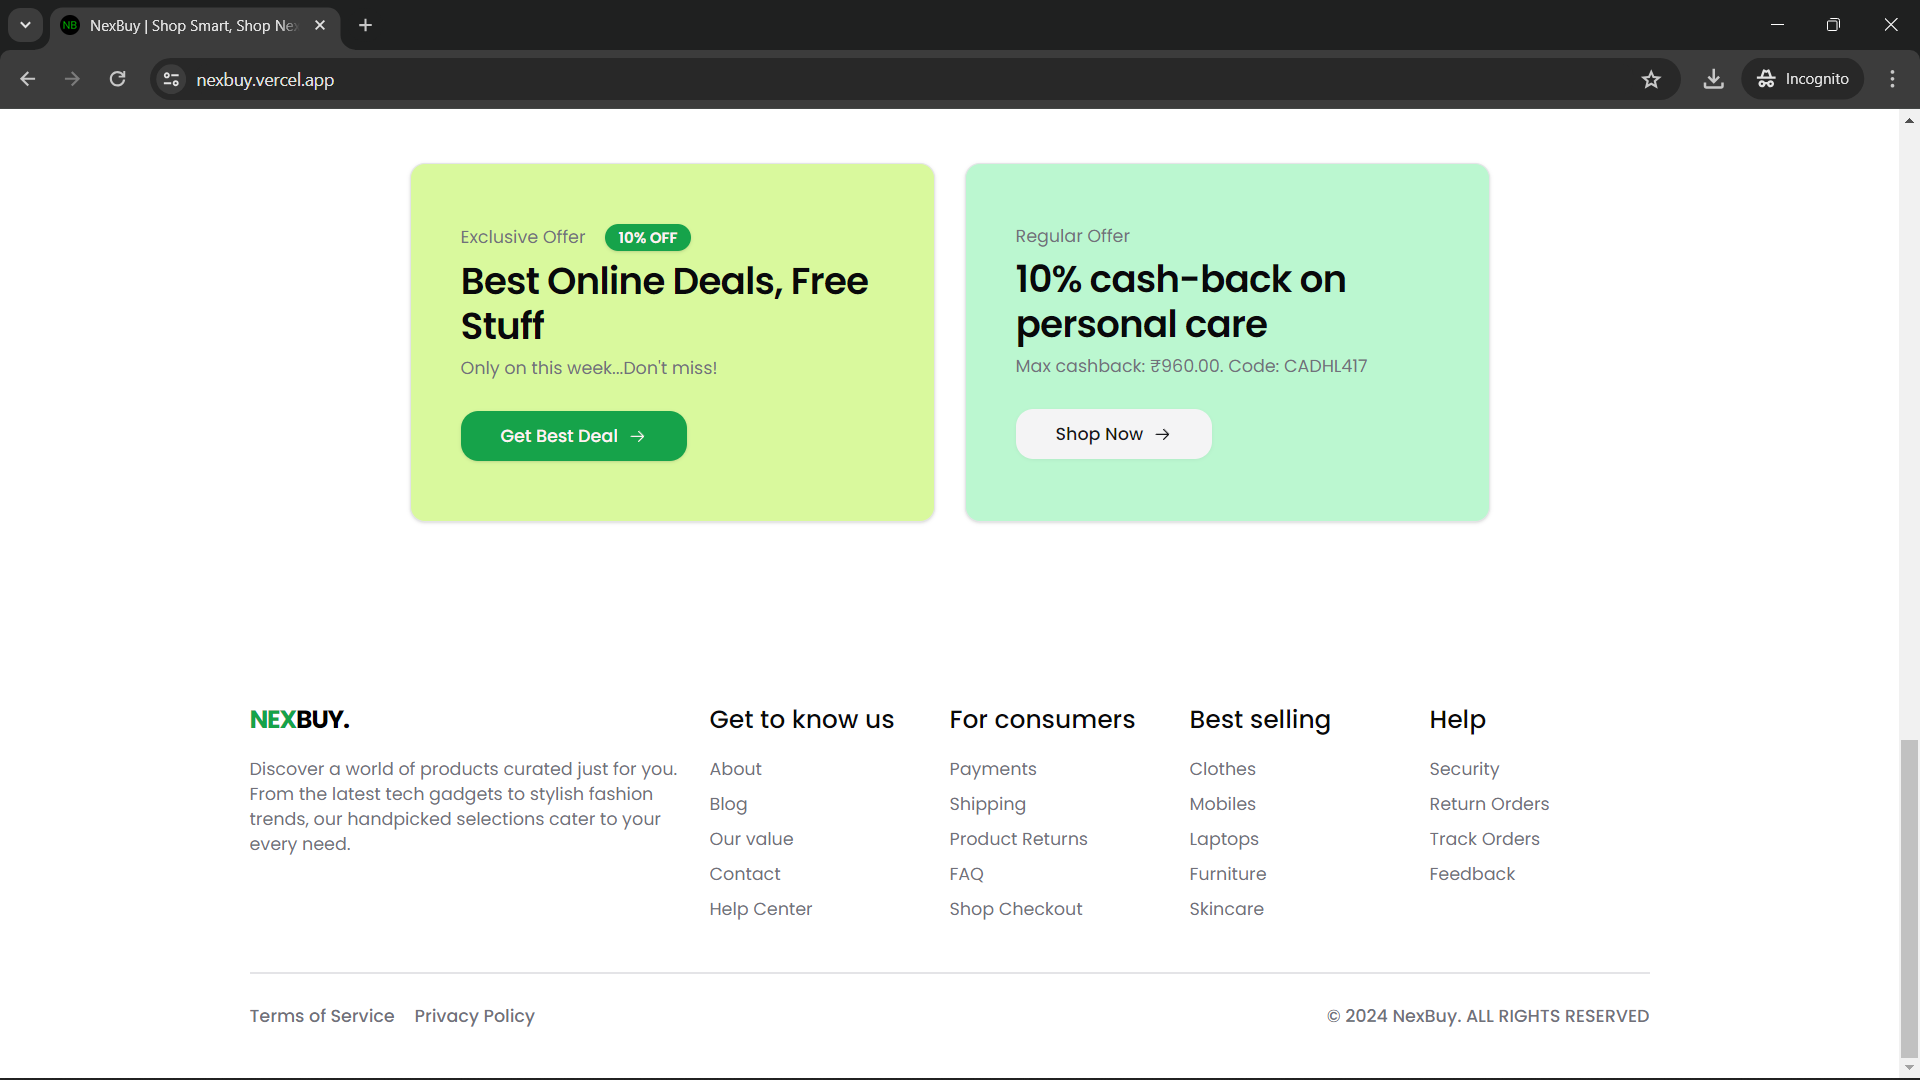 NB
NexBuy | Shop Smart, Shop Nex
nexbuy.vercel.app
Incognito
Exclusive Offer
10% OFF
Best Online Deals, Free
Stuff
Only on this week...Don't miss!
Get Best Deal →
Regular Offer
10% cash-back on
personal care
Max cashback: ₹960.00. Code: CADHL417
Shop Now →
NEXBUY.
Discover a world of products curated just for you.
From the latest tech gadgets to stylish fashion
trends, our handpicked selections cater to your
every need.
Get to know us
About
Blog
Our value
Contact
Help Center
For consumers
Payments
Shipping
Product Returns
FAQ
Shop Checkout
Best selling
Clothes
Mobiles
Laptops
Furniture
Skincare
Help
Security
Return Orders
Track Orders
Feedback
Terms of Service
Privacy Policy
© 2024 NexBuy. ALL RIGHTS RESERVED